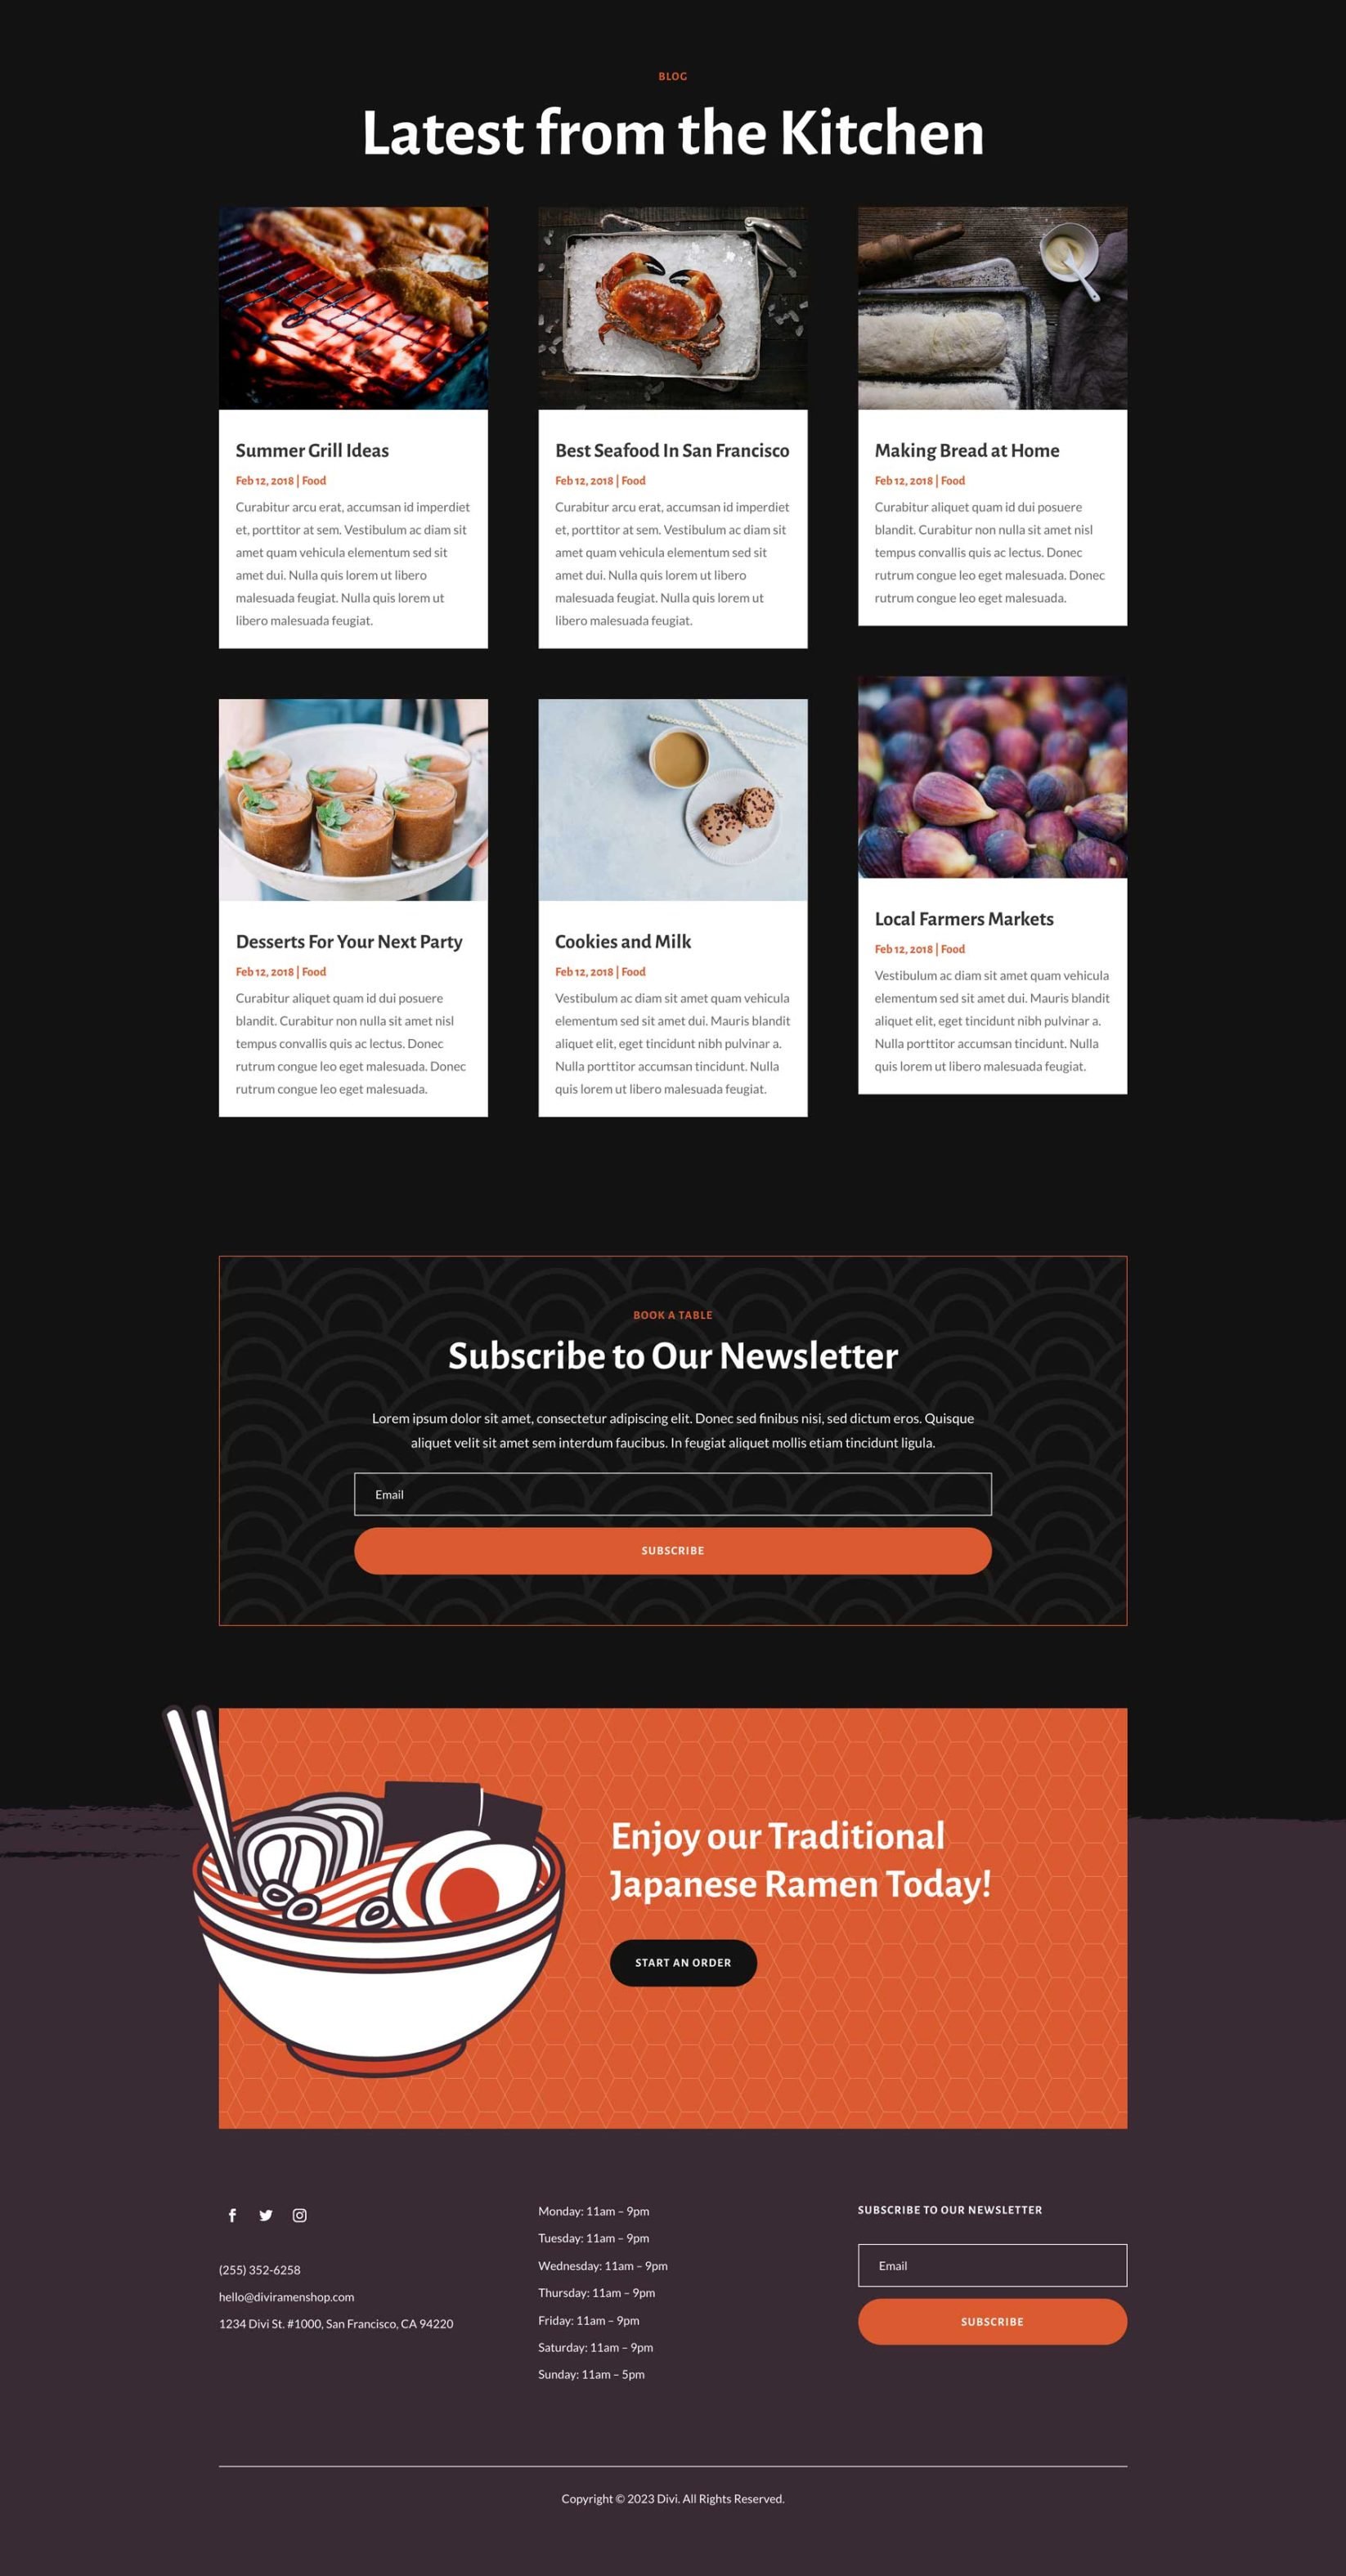 BLOG
Latest from the Kitchen
Summer Grill Ideas
Feb 12, 2018 | Food
Curabitur arcu erat, accumsan id imperdiet
et, porttitor at sem. Vestibulum ac diam sit
amet quam vehicula elementum sed sit
amet dui. Nulla quis lorem ut libero
malesuada feugiat. Nulla quis lorem ut
libero malesuada feugiat.
Best Seafood In San Francisco
Feb 12, 2018 | Food
Curabitur arcu erat, accumsan id imperdiet
et, porttitor at sem. Vestibulum ac diam sit
amet quam vehicula elementum sed sit
amet dui. Nulla quis lorem ut libero
malesuada feugiat. Nulla quis lorem ut
libero malesuada feugiat.
Making Bread at Home
Feb 12, 2018 | Food
Curabitur aliquet quam id dui posuere
blandit. Curabitur non nulla sit amet nisl
tempus convallis quis ac lectus. Donec
rutrum congue leo eget malesuada. Donec
rutrum congue leo eget malesuada.
Desserts For Your Next Party
Feb 12, 2018 | Food
Curabitur aliquet quam id dui posuere
blandit. Curabitur non nulla sit amet nisl
tempus convallis quis ac lectus. Donec
rutrum congue leo eget malesuada. Donec
rutrum congue leo eget malesuada.
Cookies and Milk
Feb 12, 2018 | Food
Vestibulum ac diam sit amet quam vehicula
elementum sed sit amet dui. Mauris blandit
aliquet elit, eget tincidunt nibh pulvinar a.
Nulla porttitor accumsan tincidunt. Nulla
quis lorem ut libero malesuada feugiat.
Local Farmers Markets
Feb 12, 2018 | Food
Vestibulum ac diam sit amet quam vehicula
elementum sed sit amet dui. Mauris blandit
aliquet elit, eget tincidunt nibh pulvinar a.
Nulla porttitor accumsan tincidunt. Nulla
quis lorem ut libero malesuada feugiat.
BOOK A TABLE
Subscribe to Our Newsletter
Lorem ipsum dolor sit amet, consectetur adipiscing elit. Donec sed finibus nisi, sed dictum eros. Quisque
aliquet velit sit amet sem interdum faucibus. In feugiat aliquet mollis etiam tincidunt ligula.
Email
SUBSCRIBE
Enjoy our Traditional
Japanese Ramen Today!
START AN ORDER
(255) 352-6258
hello@diviramenshop.com
1234 Divi St. #1000, San Francisco, CA 94220
Monday: 11am – 9pm
Tuesday: 11am – 9pm
Wednesday: 11am – 9pm
Thursday: 11am – 9pm
Friday: 11am – 9pm
Saturday: 11am – 9pm
Sunday: 11am – 5pm
SUBSCRIBE TO OUR NEWSLETTER
Email
SUBSCRIBE
Copyright © 2023 Divi. All Rights Reserved.